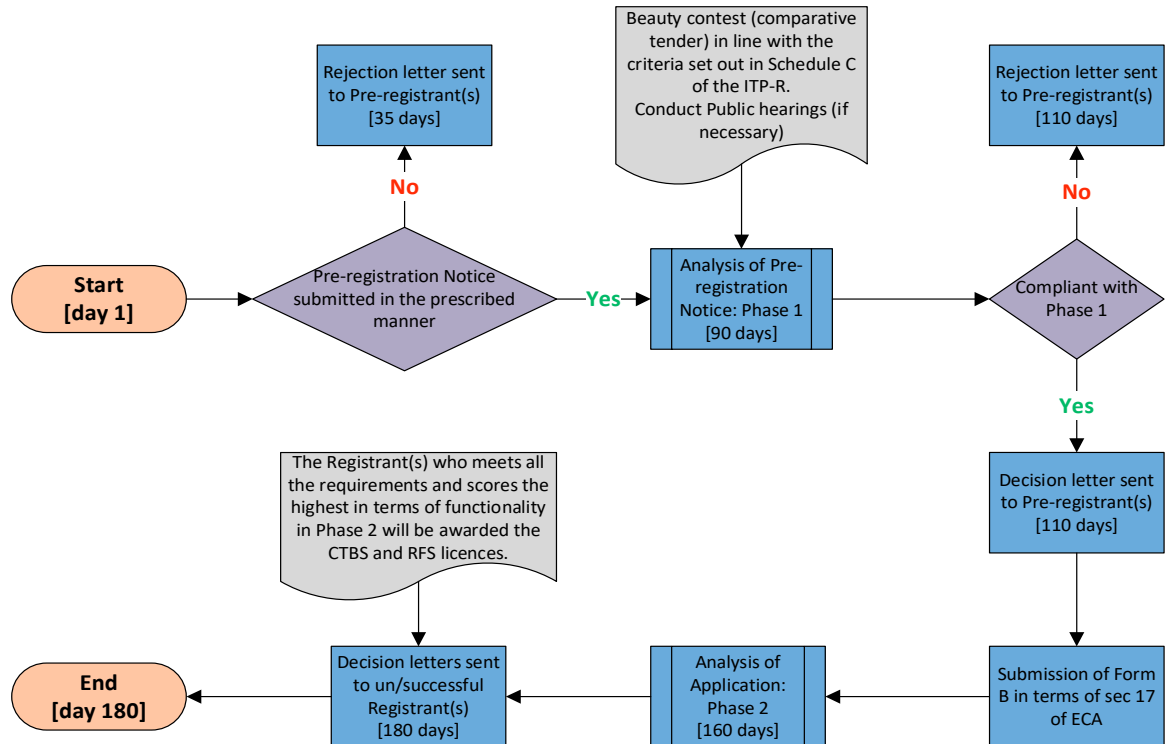 Beauty contest (comparative
tender) in line with the
criteria set out in Schedule C
of the ITP-R.
Conduct Public hearings (if
necessary)
Rejection letter sent
to Pre-registrant(s)
[35 days]
Rejection letter sent
to Pre-registrant(s)
[110 days]
No
No
Start
[day 1]
Pre-registration Notice
submitted in the prescribed
manner
Yes
Analysis of Pre-
registration
Notice: Phase 1
[90 days]
Compliant with
Phase 1
Yes
The Registrant(s) who meets all
the requirements and scores the
highest in terms of functionality
in Phase 2 will be awarded the
CTBS and RFS licences.
Decision letter sent
to Pre-registrant(s)
[110 days]
End
[day 180]
Decision letters sent
to un/successful
Registrant(s)
[180 days]
Analysis of
Application:
Phase 2
[160 days]
Submission of Form
B in terms of sec 17
of ECA